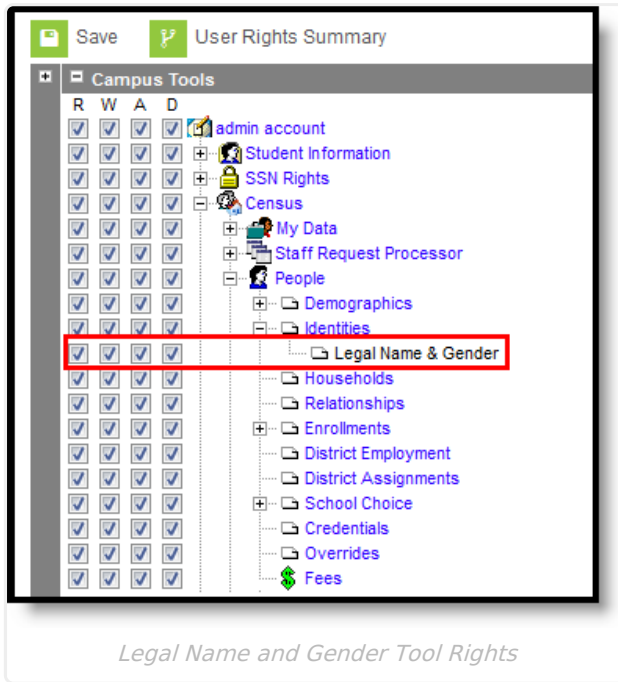 Save User Rights Summary
Campus Tools
R W A D
admin account
Student Information
SSN Rights
Census
My Data
Staff Request Processor
People
Demographics
Identities
Legal Name & Gender
Households
Relationships
Enrollments
District Employment
District Assignments
School Choice
Credentials
Overrides
Fees
Legal Name and Gender Tool Rights